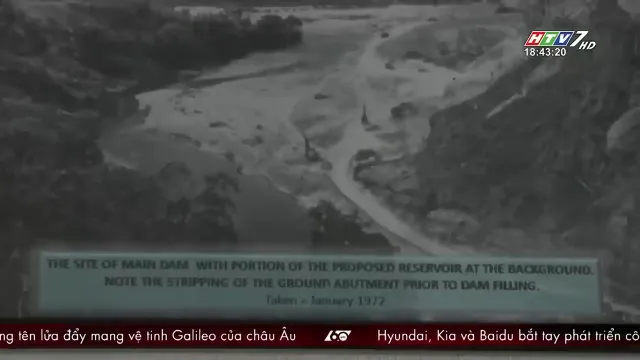 HTV7 HD
18:43:20
THE SITE OF MAIN DAM WITH PORTION OF THE PROPOSED RESERVOIR AT THE BACKGROUND.
NOTE THE STRIPPING OF THE GROUND ABUTMENT PRIOR TO DAM FILLING.
Taken - January 1972
ng tên lửa đẩy mang vệ tinh Galileo của châu Âu 60 Hyundai, Kia và Baidu bắt tay phát triển cô